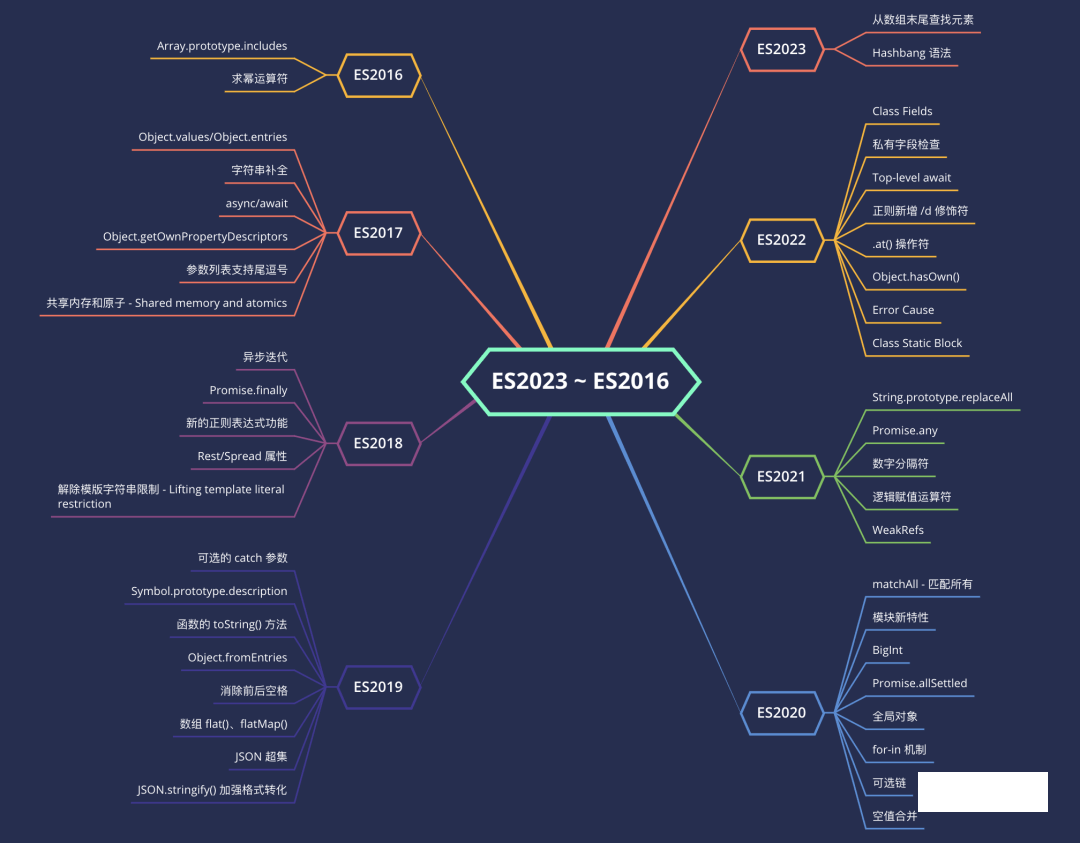 ES2023 ~ ES2016
ES2023
从数组末尾查找元素
Hashbang 语法
ES2022
Class Fields
私有字段检查
Top-level await
正则新增 /d 修饰符
.at() 操作符
Object.hasOwn()
Error Cause
Class Static Block
ES2021
String.prototype.replaceAll
Promise.any
数字分隔符
逻辑赋值运算符
WeakRefs
ES2020
matchAll - 匹配所有
模块新特性
BigInt
Promise.allSettled
全局对象
for-in 机制
可选链
空值合并
ES2016
Array.prototype.includes
求幂运算符
ES2017
Object.values/Object.entries
字符串补全
async/await
Object.getOwnPropertyDescriptors
参数列表支持尾逗号
共享内存和原子 - Shared memory and atomics
ES2018
异步迭代
Promise.finally
新的正则表达式功能
Rest/Spread 属性
解除模版字符串限制 - Lifting template literal
restriction
ES2019
可选的 catch 参数
Symbol.prototype.description
函数的 toString() 方法
Object.fromEntries
消除前后空格
数组 flat()、flatMap()
JSON 超集
JSON.stringify() 加强格式转化